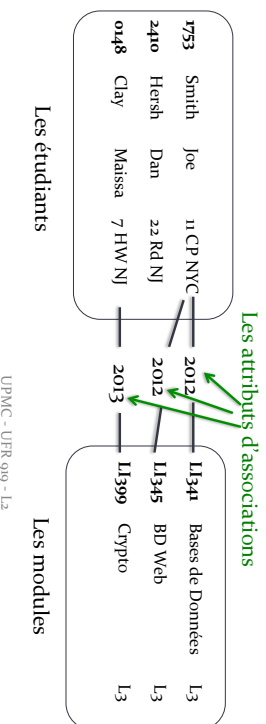 Les attributs d'associations
1753 Smith Joe 11 CP NYC
2410 Hersh Dan 22 Rd NJ
0148 Clay Maissa 7 HW NJ
2012
2012
2013
LI341 Bases de Données L3
LI345 BD Web L3
LI399 Crypto L3
Les étudiants
Les modules
UPMC - UFR 919 - L2